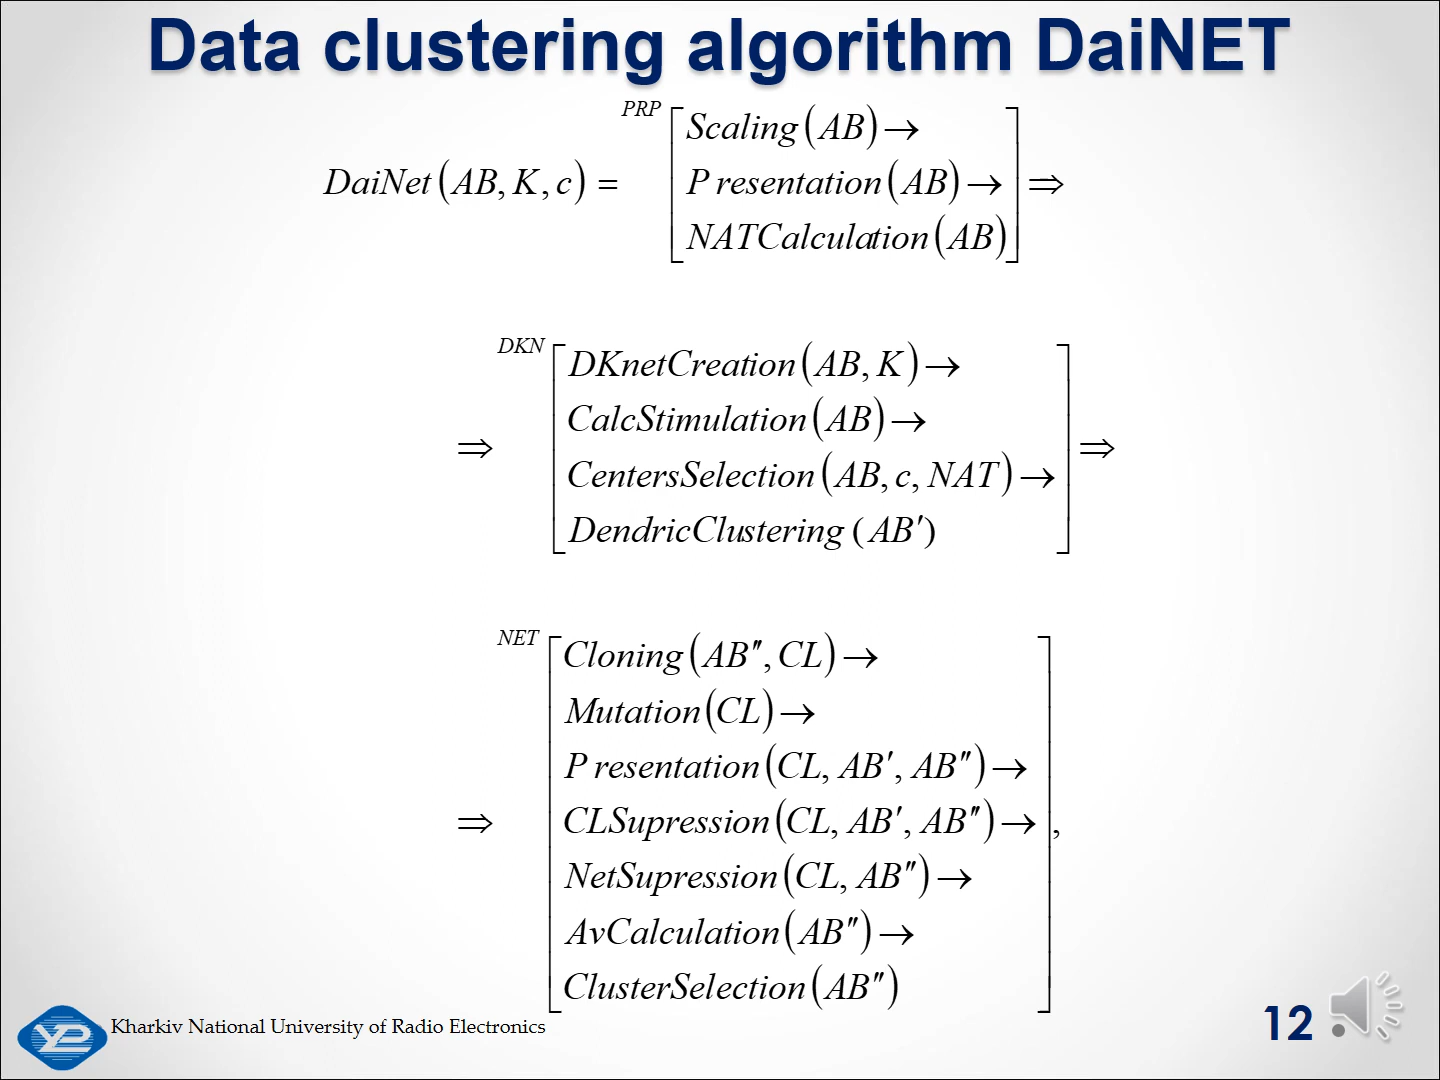 Data clustering algorithm DaiNET
PRP
Scaling(AB)→
DaiNet(AB, K, c) = Presentation(AB)→ ⇒
NATCalculation(AB)
DKN
DKnetCreation(AB, K)→
CalcStimulation(AB)→
⇒ CentersSelection(AB, c, NAT)→ ⇒
DendricClustering(AB′)
NET
Cloning(AB″, CL)→
Mutation(CL)→
Presentation(CL, AB′, AB″)→
⇒ CLSupression(CL, AB′, AB″)→ ,
NetSupression(CL, AB″)→
AvCalculation(AB″)→
ClusterSelection(AB″)
Kharkiv National University of Radio Electronics
12